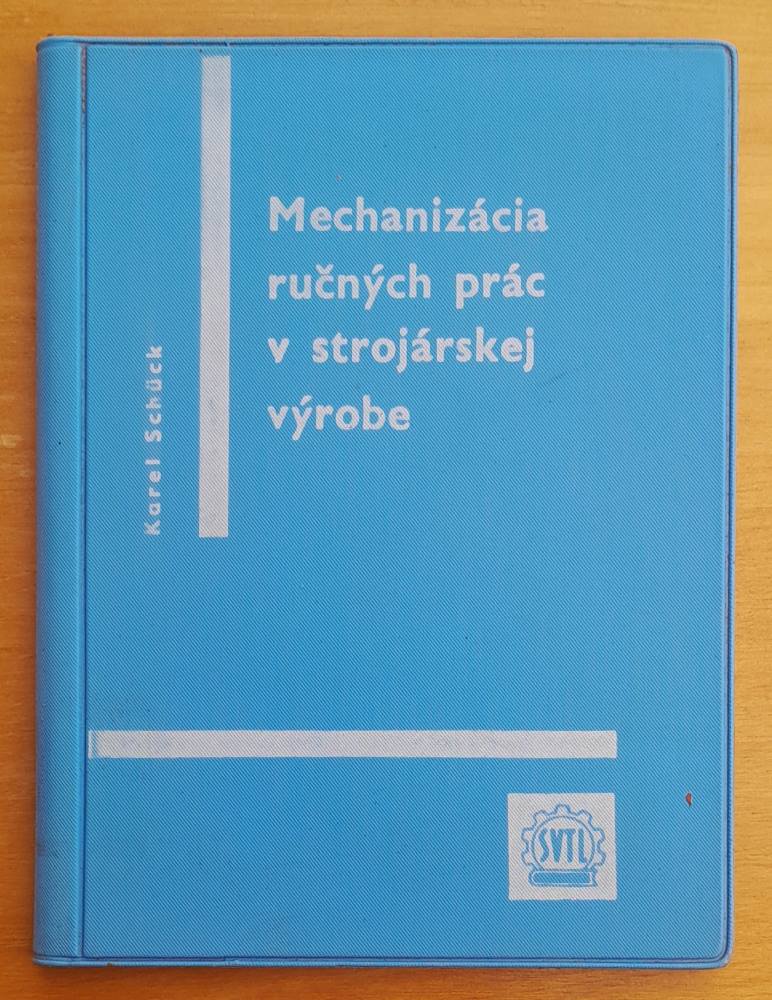 Mechanizácia
ručných prác
v strojárskej
výrobe
Karel Schück
SVTL